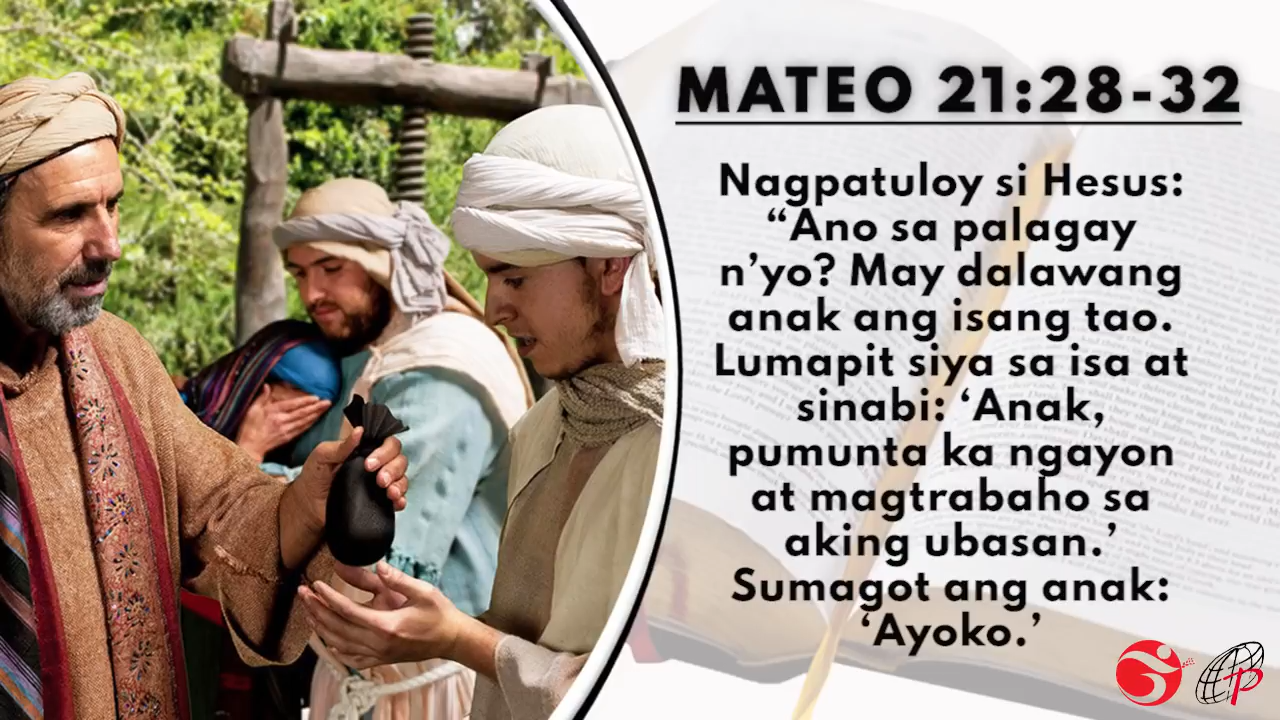 MATEO 21:28-32
Nagpatuloy si Hesus:
“Ano sa palagay
n’yo? May dalawang
anak ang isang tao.
Lumapit siya sa isa at
sinabi: ‘Anak,
pumunta ka ngayon
at magtrabaho sa
aking ubasan.’
Sumagot ang anak:
‘Ayoko.’